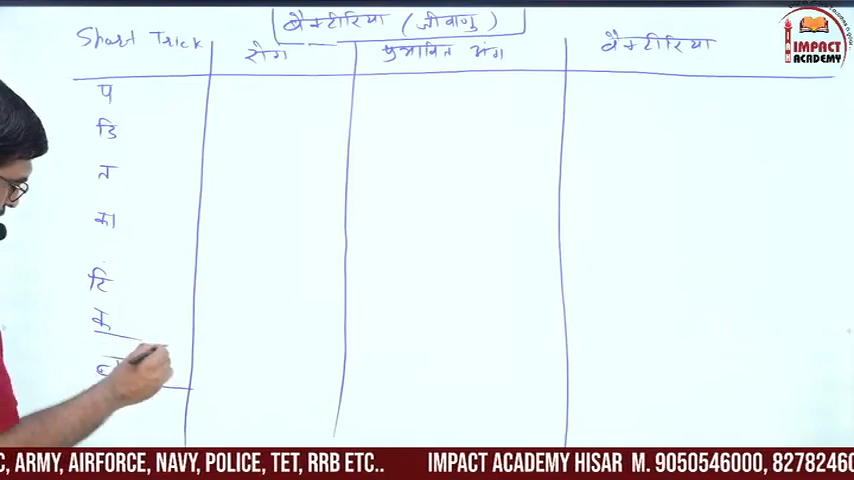 बैक्टीरिया (जीवाणु)
Short Trick
रोग
प्रभावित अंग
बैक्टीरिया
IMPACT
ACADEMY
प
डि
न
का
टि
क
C, ARMY, AIRFORCE, NAVY, POLICE, TET, RRB ETC.. IMPACT ACADEMY HISAR M. 9050546000, 82782460